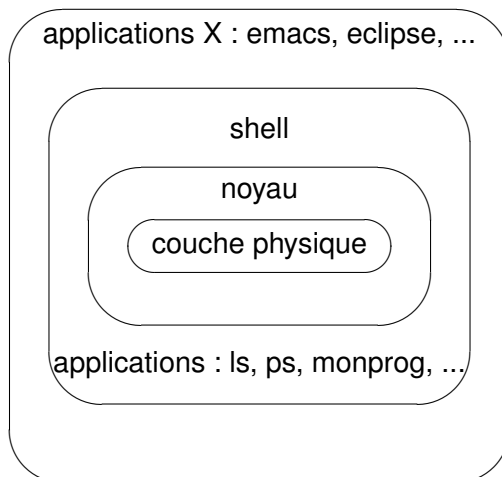 applications X : emacs, eclipse, ...
shell
noyau
couche physique
applications : ls, ps, monprog, ...